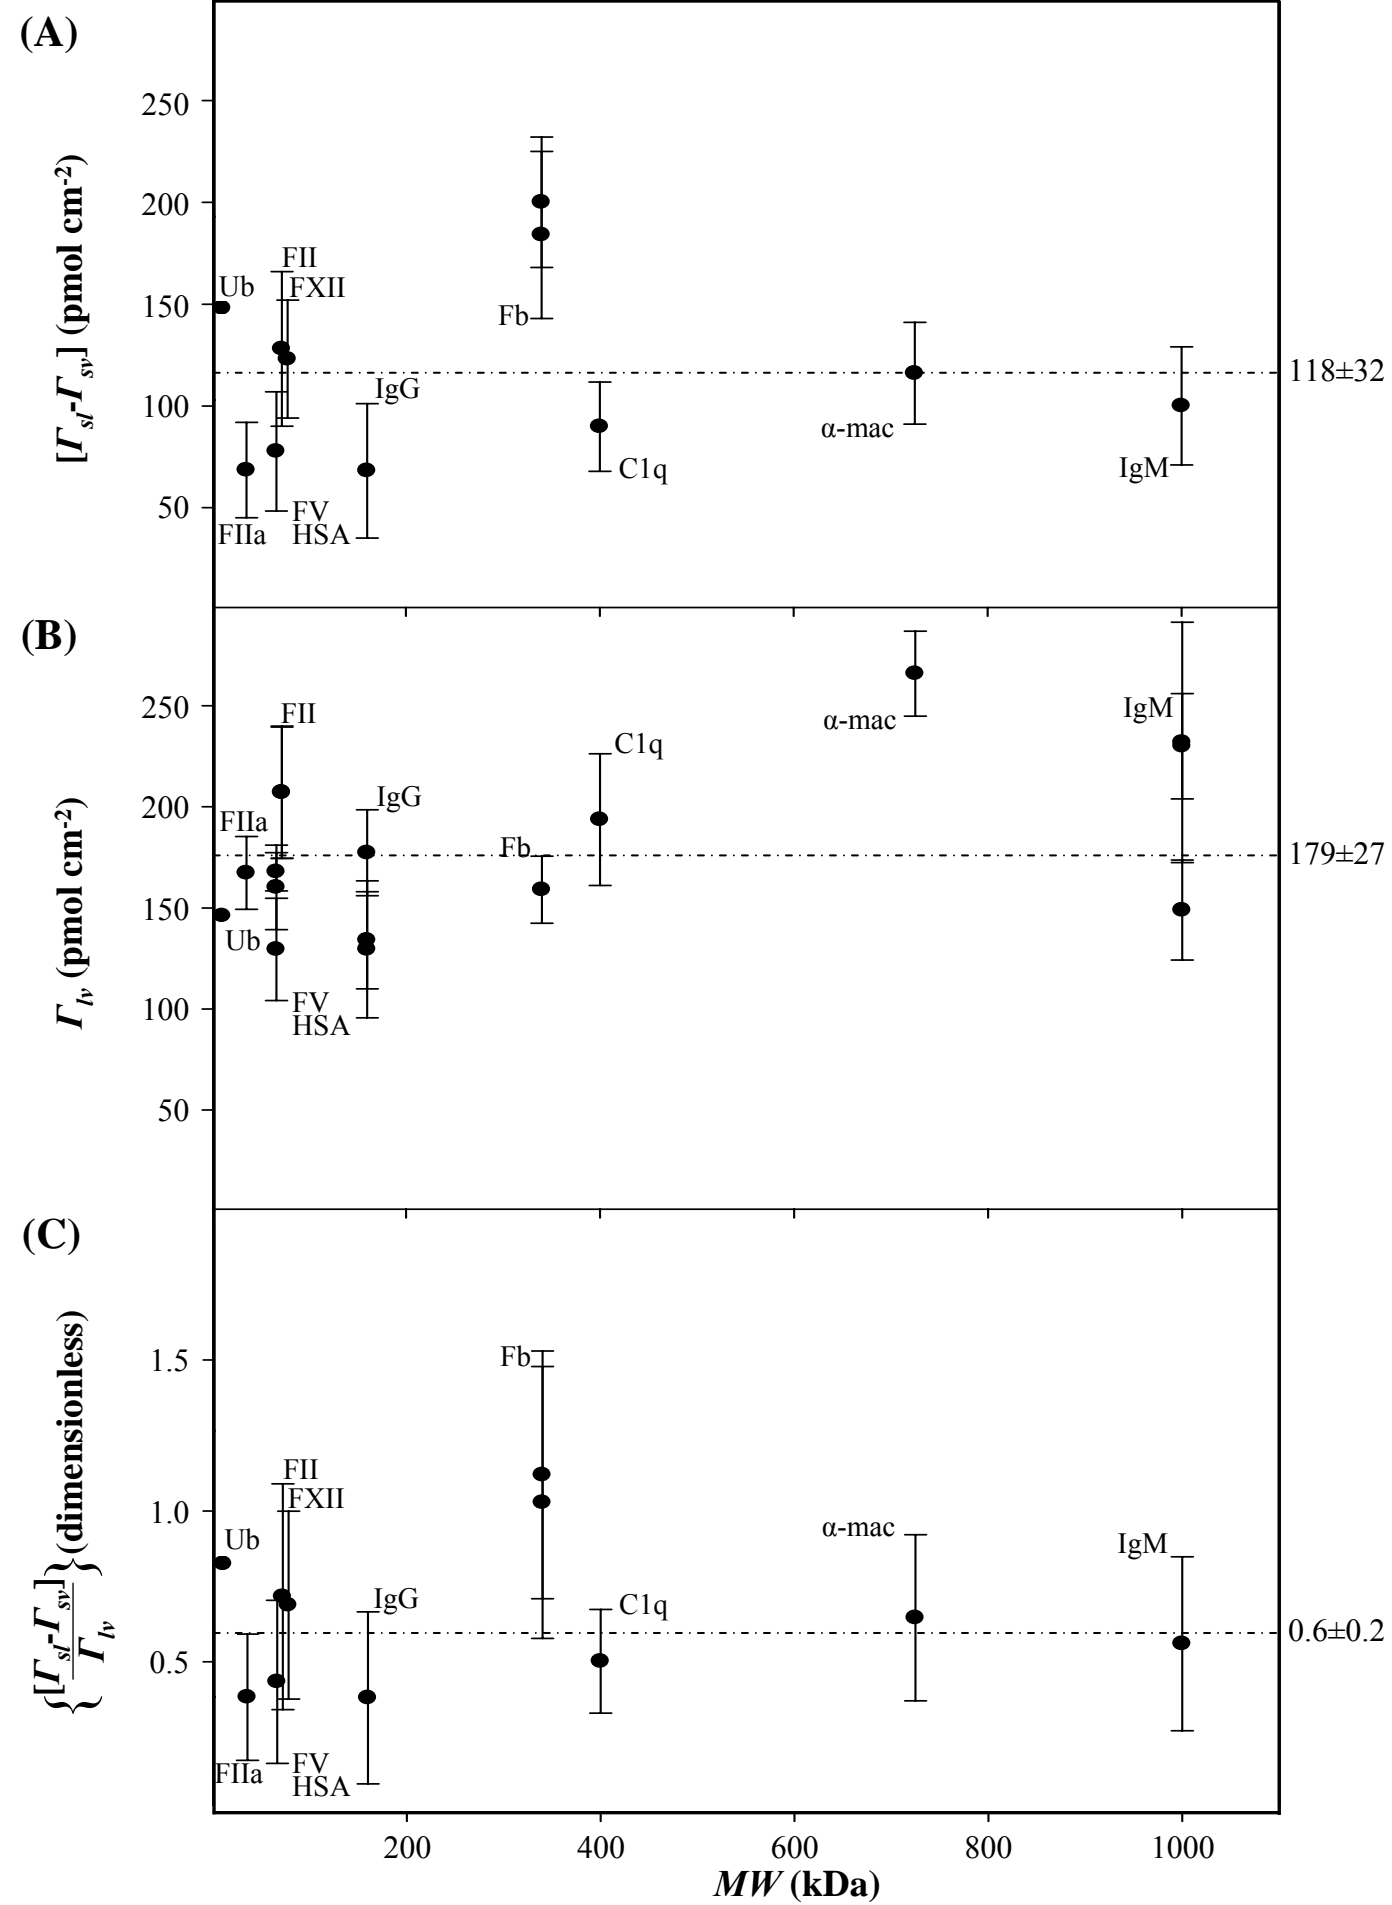 (A)
250
200
150
100
50
[Γsl-Γsv] (pmol cm-2)
Ub
FII
FXII
FIIa
FV
HSA
IgG
Fb
C1q
α-mac
IgM
118±32
(B)
250
200
150
100
50
Γlv (pmol cm-2)
FII
FIIa
Ub
FV
HSA
IgG
Fb
C1q
α-mac
IgM
179±27
(C)
1.5
1.0
0.5
{[Γsl-Γsv]/Γlv}(dimensionless)
Fb
FII
FXII
Ub
FIIa
FV
HSA
IgG
C1q
α-mac
IgM
0.6±0.2
200 400 600 800 1000
MW (kDa)